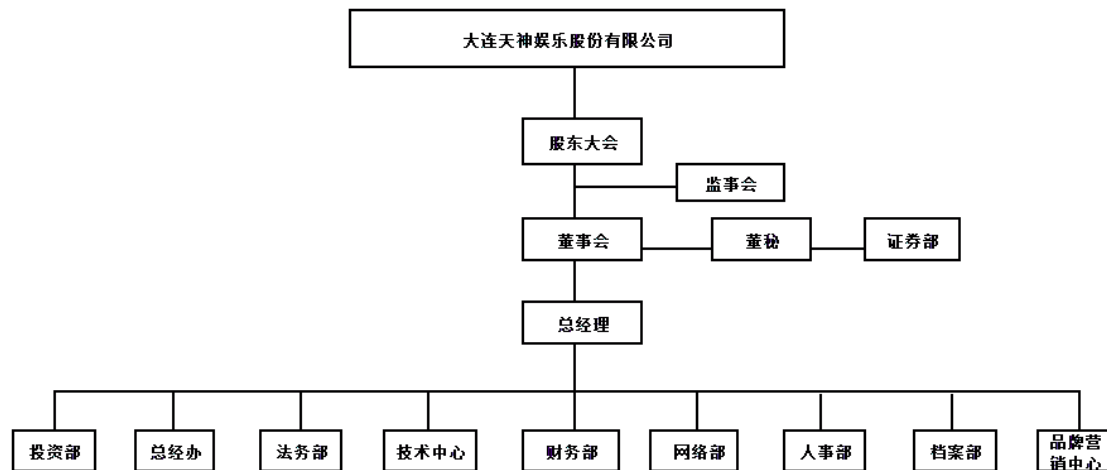 大连天神娱乐股份有限公司
股东大会
监事会
董事会
董秘
证券部
总经理
投资部
总经办
法务部
技术中心
财务部
网络部
人事部
档案部
品牌营
销中心